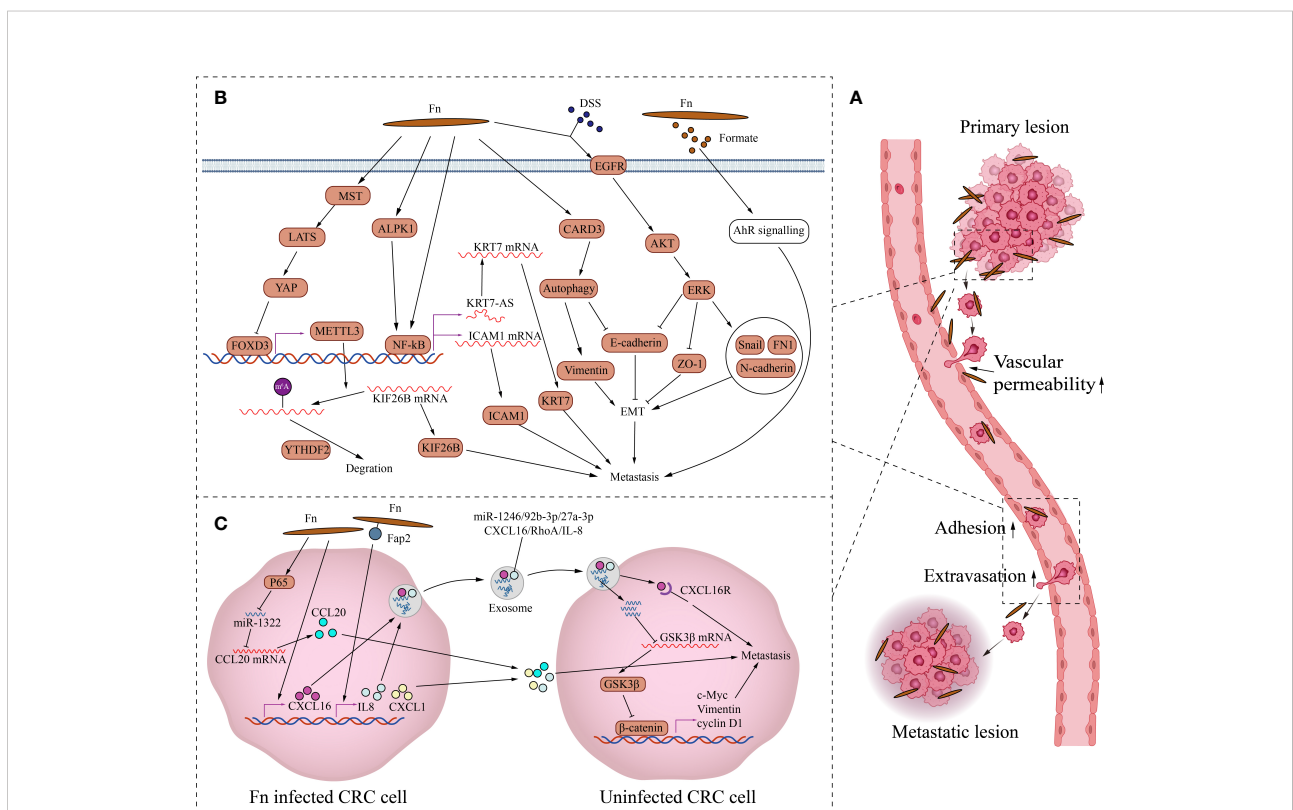 B
Fn
DSS
Fn
Formate
EGFR
MST
LATS
ALPK1
CARD3
AKT
AhR signalling
KRT7 mRNA
YAP
Autophagy
ERK
KRT7-AS
METTL3
FOXD3
NF-kB
ICAM1 mRNA
E-cadherin
Snail
FN1
ZO-1
N-cadherin
Vimentin
m⁶A
KIF26B mRNA
KRT7
EMT
ICAM1
YTHDF2
KIF26B
Degration
Metastasis
C
Fn
Fn
Fap2
miR-1246/92b-3p/27a-3p
CXCL16/RhoA/IL-8
P65
Exosome
CXCL16R
CCL20
miR-1322
CCL20 mRNA
GSK3β mRNA
Metastasis
GSK3β
CXCL16
IL8
CXCL1
c-Myc
Vimentin
cyclin D1
β-catenin
Fn infected CRC cell
Uninfected CRC cell
A
Primary lesion
Vascular
permeability
Adhesion
Extravasation
Metastatic lesion